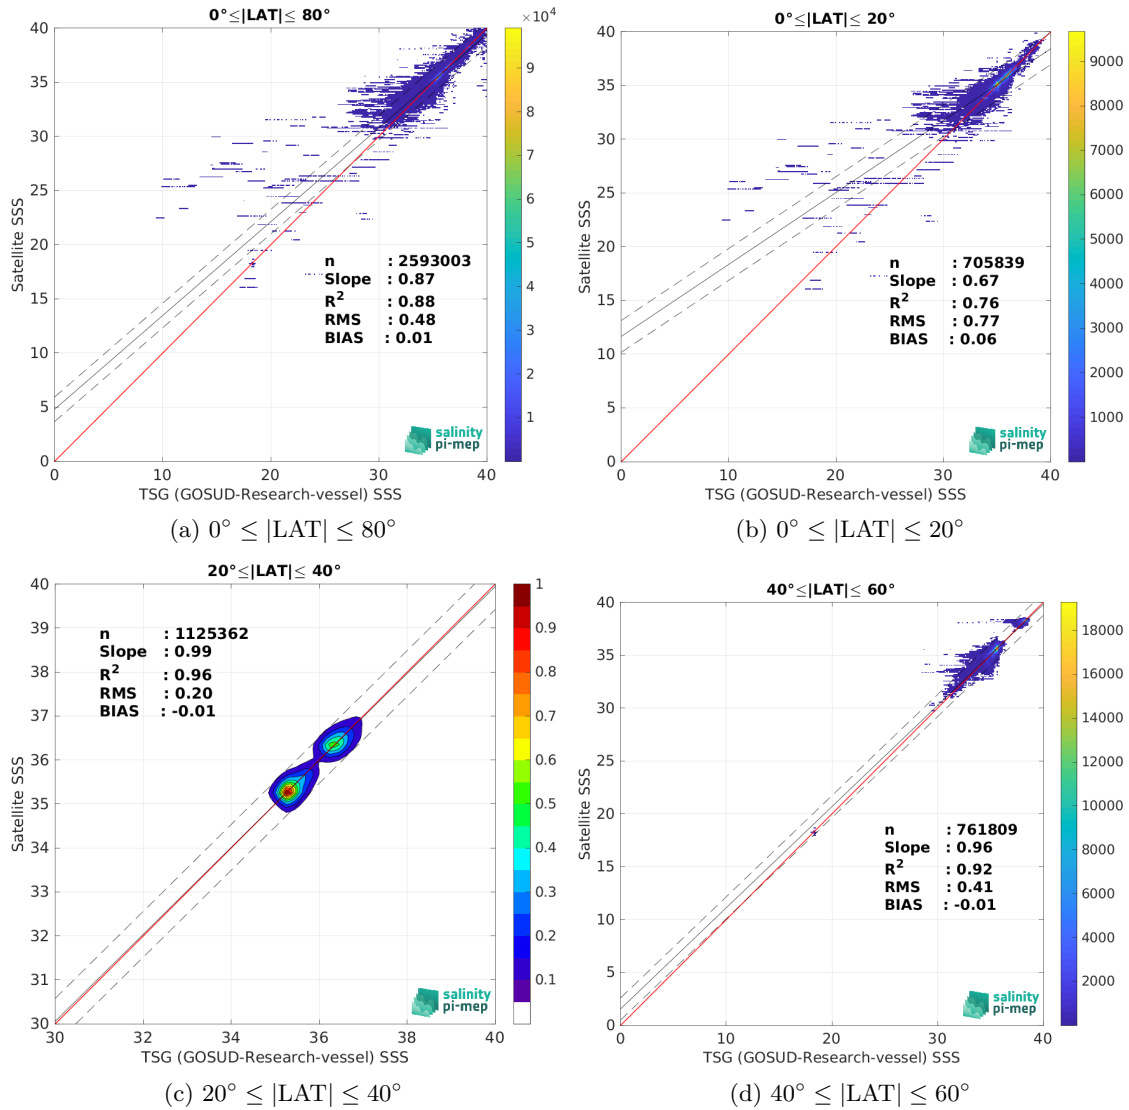 0°≤|LAT|≤ 80°
×10⁴
Satellite SSS
40
35
30
25
20
15
10
5
0
n : 2593003
Slope : 0.87
R² : 0.88
RMS : 0.48
BIAS : 0.01
salinity
pi-mep
0 10 20 30 40
TSG (GOSUD-Research-vessel) SSS
9
8
7
6
5
4
3
2
1
(a) 0° ≤ |LAT| ≤ 80°
0°≤|LAT|≤ 20°
Satellite SSS
40
35
30
25
20
15
10
5
0
n : 705839
Slope : 0.67
R² : 0.76
RMS : 0.77
BIAS : 0.06
salinity
pi-mep
0 10 20 30 40
TSG (GOSUD-Research-vessel) SSS
9000
8000
7000
6000
5000
4000
3000
2000
1000
(b) 0° ≤ |LAT| ≤ 20°
20°≤|LAT|≤ 40°
Satellite SSS
40
39
38
37
36
35
34
33
32
31
30
n : 1125362
Slope : 0.99
R² : 0.96
RMS : 0.20
BIAS : -0.01
salinity
pi-mep
30 32 34 36 38 40
TSG (GOSUD-Research-vessel) SSS
1
0.9
0.8
0.7
0.6
0.5
0.4
0.3
0.2
0.1
(c) 20° ≤ |LAT| ≤ 40°
40°≤|LAT|≤ 60°
Satellite SSS
40
35
30
25
20
15
10
5
0
n : 761809
Slope : 0.96
R² : 0.92
RMS : 0.41
BIAS : -0.01
salinity
pi-mep
0 10 20 30 40
TSG (GOSUD-Research-vessel) SSS
18000
16000
14000
12000
10000
8000
6000
4000
2000
(d) 40° ≤ |LAT| ≤ 60°